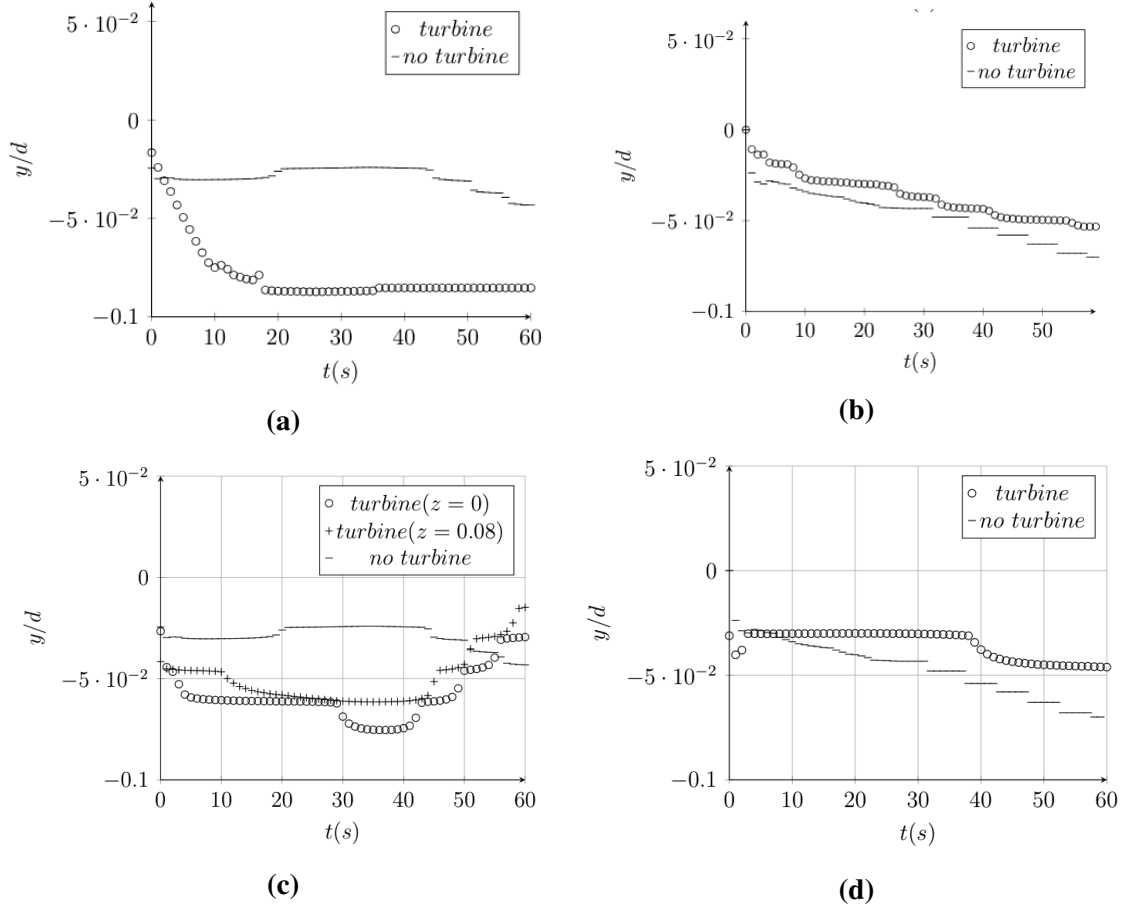 5 · 10⁻²
0
−5 · 10⁻²
−0.1
y/d
0 10 20 30 40 50 60
t(s)
turbine
no turbine
(a)
5 · 10⁻²
0
−5 · 10⁻²
−0.1
y/d
0 10 20 30 40 50
t(s)
turbine
no turbine
(b)
5 · 10⁻²
0
−5 · 10⁻²
−0.1
y/d
0 10 20 30 40 50 60
t(s)
turbine(z = 0)
turbine(z = 0.08)
no turbine
(c)
5 · 10⁻²
0
−5 · 10⁻²
−0.1
y/d
0 10 20 30 40 50 60
t(s)
turbine
no turbine
(d)